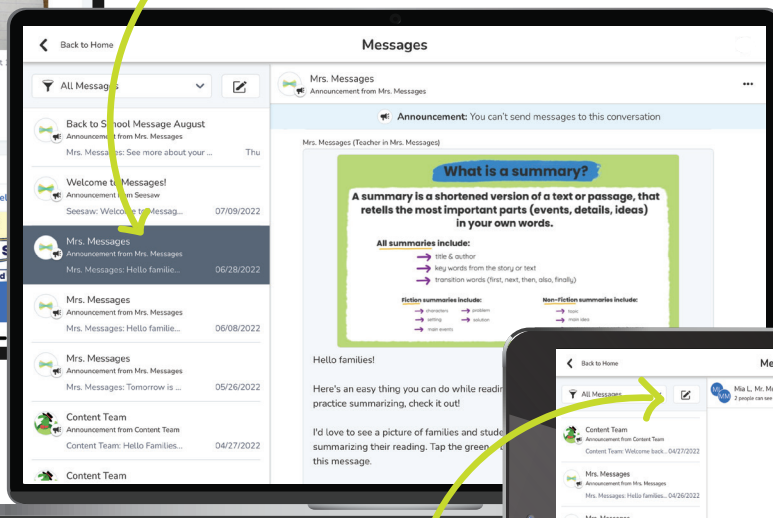 Back to Home
Messages
All Messages
Back to School Message August
Announcement from Mrs. Messages
Mrs. Messages: See more about your ...
Thu
Welcome to Messages!
Announcement from Seesaw
Seesaw: Welcome to Messag...
07/09/2022
Mrs. Messages
Announcement from Mrs. Messages
Mrs. Messages: Hello familie...
06/28/2022
Mrs. Messages
Announcement from Mrs. Messages
Mrs. Messages: Hello familie...
06/08/2022
Mrs. Messages
Announcement from Mrs. Messages
Mrs. Messages: Tomorrow is ...
05/26/2022
Content Team
Announcement from Content Team
Content Team: Hello Families...
04/27/2022
Content Team
Mrs. Messages
Announcement from Mrs. Messages
Announcement: You can't send messages to this conversation
Mrs. Messages (Teacher in Mrs. Messages)
What is a summary?
A summary is a shortened version of a text or passage, that
retells the most important parts (events, details, ideas)
in your own words.
All summaries include:
title & author
key words from the story or text
transition words (first, next, then, also, finally)
Fiction summaries include:
characters
problem
setting
solution
main events
Non-Fiction summaries include:
topic
main idea
Hello families!
Here's an easy thing you can do while readin
practice summarizing, check it out!
I'd love to see a picture of families and stude
summarizing their reading. Tap the green
this message.
Back to Home
Me
All Messages
Mia L, Mr. Me
2 people can see
Content Team
Announcement from Content Team
Content Team: Welcome back..
04/27/2022
Mrs. Messages
Announcement from Mrs. Messages
Mrs. Messages: Hello families..
04/26/2022
Mrs. Messages